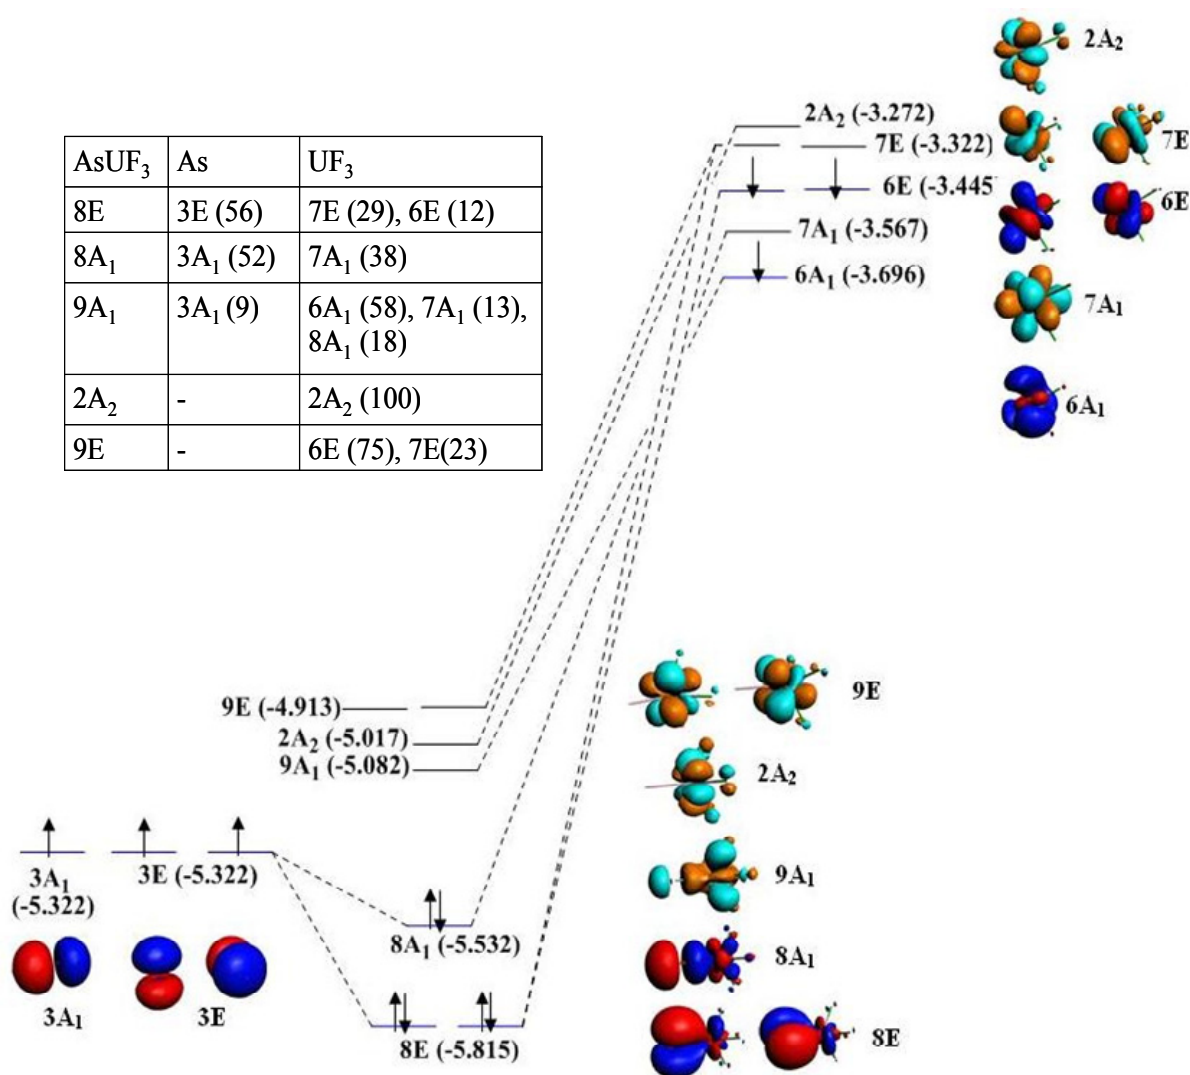 2A₂
2A₂ (-3.272)
7E (-3.322)
7E
6E (-3.445
6E
7A₁ (-3.567)
6A₁ (-3.696)
7A₁
6A₁
AsUF₃ As UF₃
8E 3E (56) 7E (29), 6E (12)
8A₁ 3A₁ (52) 7A₁ (38)
9A₁ 3A₁ (9) 6A₁ (58), 7A₁ (13),
8A₁ (18)
2A₂ - 2A₂ (100)
9E - 6E (75), 7E(23)
9E (-4.913)
2A₂ (-5.017)
9A₁ (-5.082)
9E
2A₂
9A₁
8A₁
8E
3A₁
(-5.322)
3E (-5.322)
8A₁ (-5.532)
8E (-5.815)
3A₁
3E